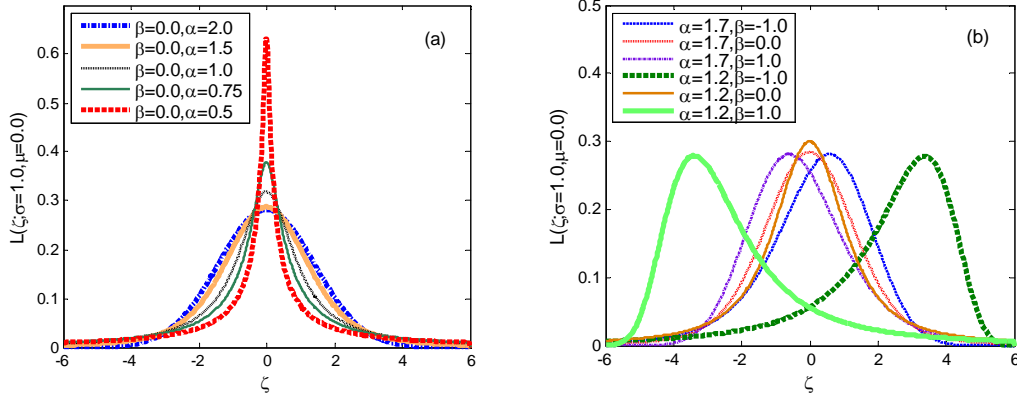 (a)
β=0.0,α=2.0
β=0.0,α=1.5
β=0.0,α=1.0
β=0.0,α=0.75
β=0.0,α=0.5
L(ζ;σ=1.0,μ=0.0)
0.6
0.5
0.4
0.3
0.2
0.1
0
-6 -4 -2 0 2 4 6
ζ
(b)
α=1.7,β=-1.0
α=1.7,β=0.0
α=1.7,β=1.0
α=1.2,β=-1.0
α=1.2,β=0.0
α=1.2,β=1.0
L(ζ;σ=1.0,μ=0.0)
0.5
0.4
0.3
0.2
0.1
0
-6 -4 -2 0 2 4 6
ζ